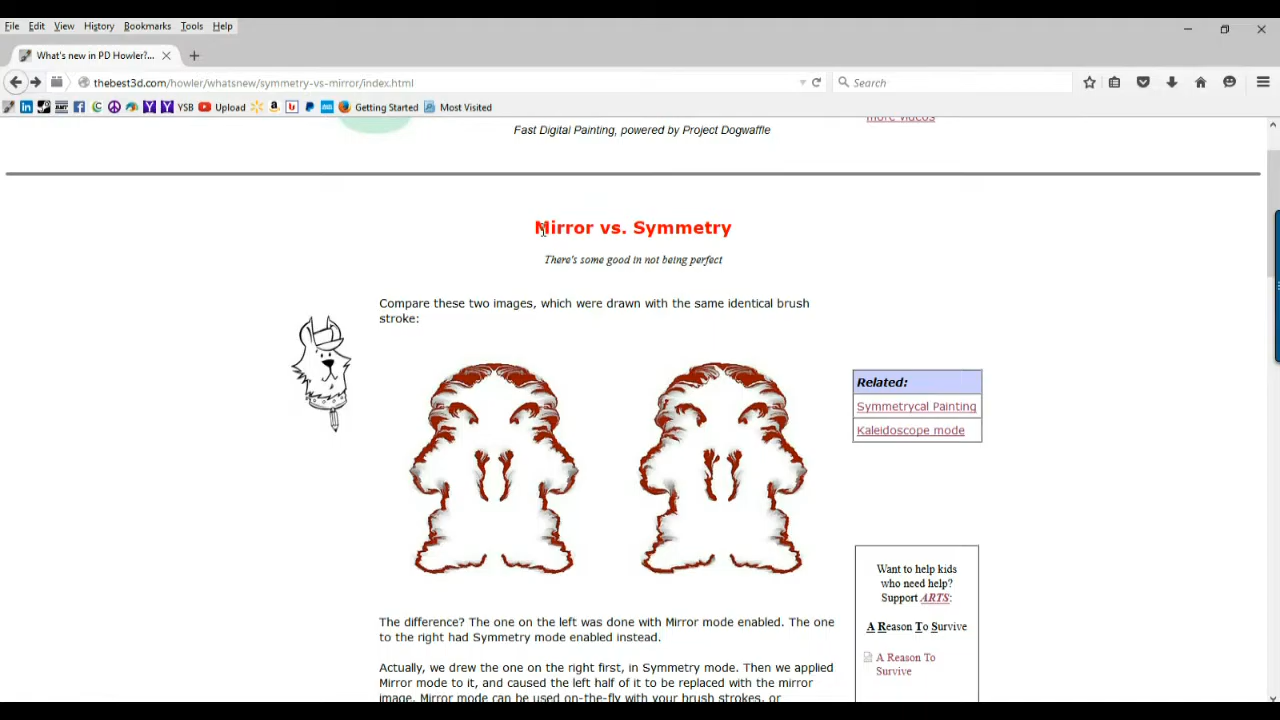 File Edit View History Bookmarks Tools Help
What's new in PD Howler?...
thebest3d.com/howler/whatsnew/symmetry-vs-mirror/index.html
Search
YSB Upload Getting Started Most Visited
Fast Digital Painting, powered by Project Dogwaffle
more videos
Mirror vs. Symmetry
There's some good in not being perfect
Compare these two images, which were drawn with the same identical brush
stroke:
Related:
Symmetrycal Painting
Kaleidoscope mode
Want to help kids
who need help?
Support ARTS:
A Reason To Survive
A Reason To
Survive
The difference? The one on the left was done with Mirror mode enabled. The one
to the right had Symmetry mode enabled instead.
Actually, we drew the one on the right first, in Symmetry mode. Then we applied
Mirror mode to it, and caused the left half of it to be replaced with the mirror
image. Mirror mode can be used on-the-fly with your brush strokes, or